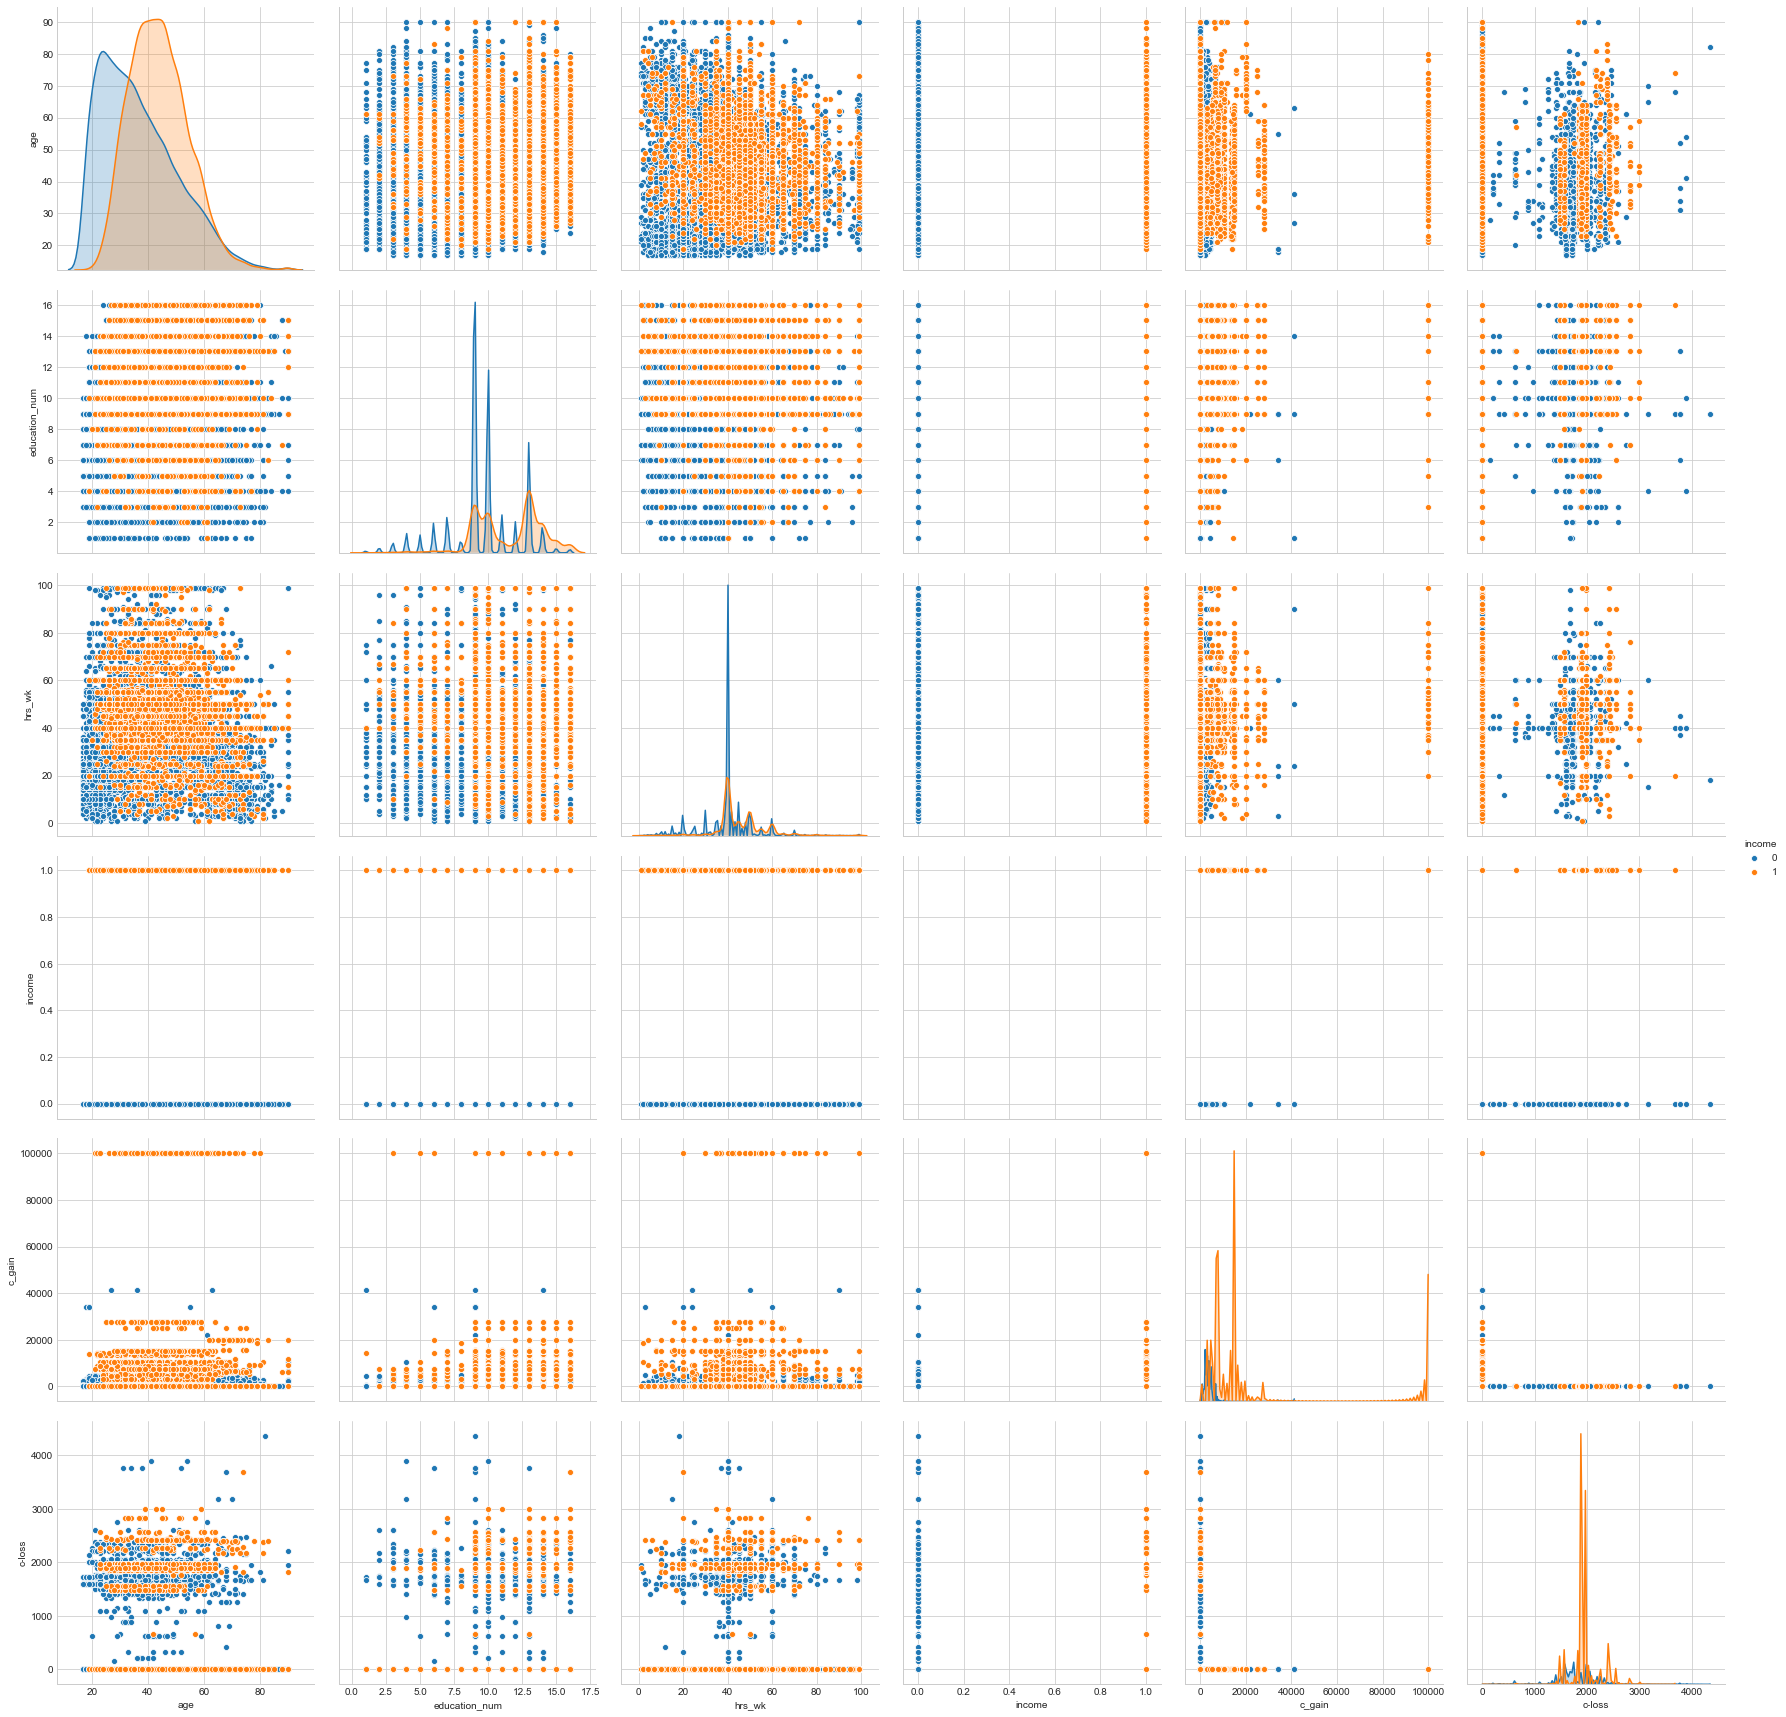 90
80
70
60
50
40
30
20
age
16
14
12
10
8
6
4
2
education_num
100
80
60
40
20
0
hrs_wk
income
0
1
1.0
0.8
0.6
0.4
0.2
0.0
income
100000
80000
60000
40000
20000
0
c_gain
4000
3000
2000
1000
0
c-loss
20 40 60 80
age
0.0 2.5 5.0 7.5 10.0 12.5 15.0 17.5
education_num
0 20 40 60 80 100
hrs_wk
0.0 0.2 0.4 0.6 0.8 1.0
income
0 20000 40000 60000 80000 100000
c_gain
0 1000 2000 3000 4000
c-loss